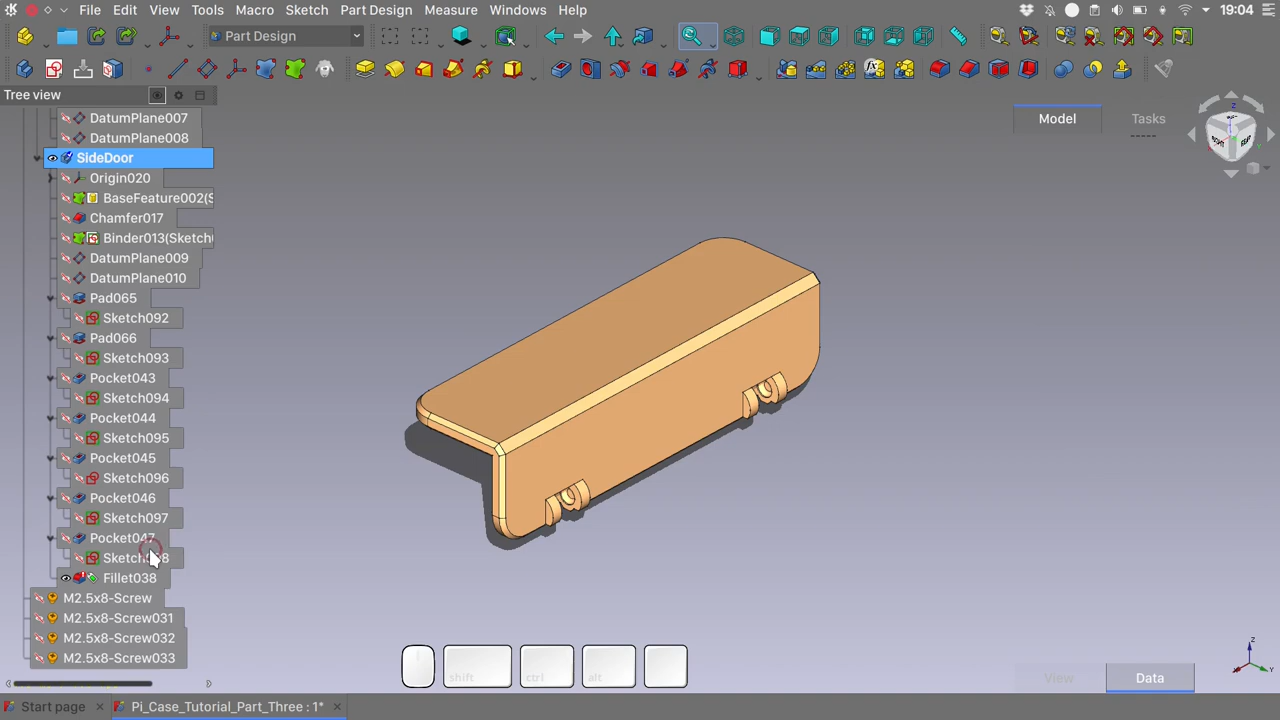 File Edit View Tools Macro Sketch Part Design Measure Windows Help 19:04
Part Design
Tree view
DatumPlane007
DatumPlane008
SideDoor
Origin020
BaseFeature002(S
Chamfer017
Binder013(Sketch
DatumPlane009
DatumPlane010
Pad065
Sketch092
Pad066
Sketch093
Pocket043
Sketch094
Pocket044
Sketch095
Pocket045
Sketch096
Pocket046
Sketch097
Pocket047
Fillet038
M2.5x8-Screw
M2.5x8-Screw031
M2.5x8-Screw032
M2.5x8-Screw033
Model Tasks
Z
shift ctrl alt
View Data
Start page Pi_Case_Tutorial_Part_Three : 1*